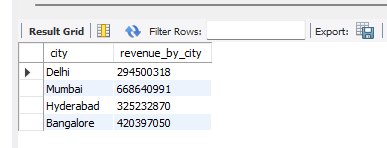 Result Grid Filter Rows: Export:
city revenue_by_city
Delhi 294500318
Mumbai 668640991
Hyderabad 325232870
Bangalore 420397050